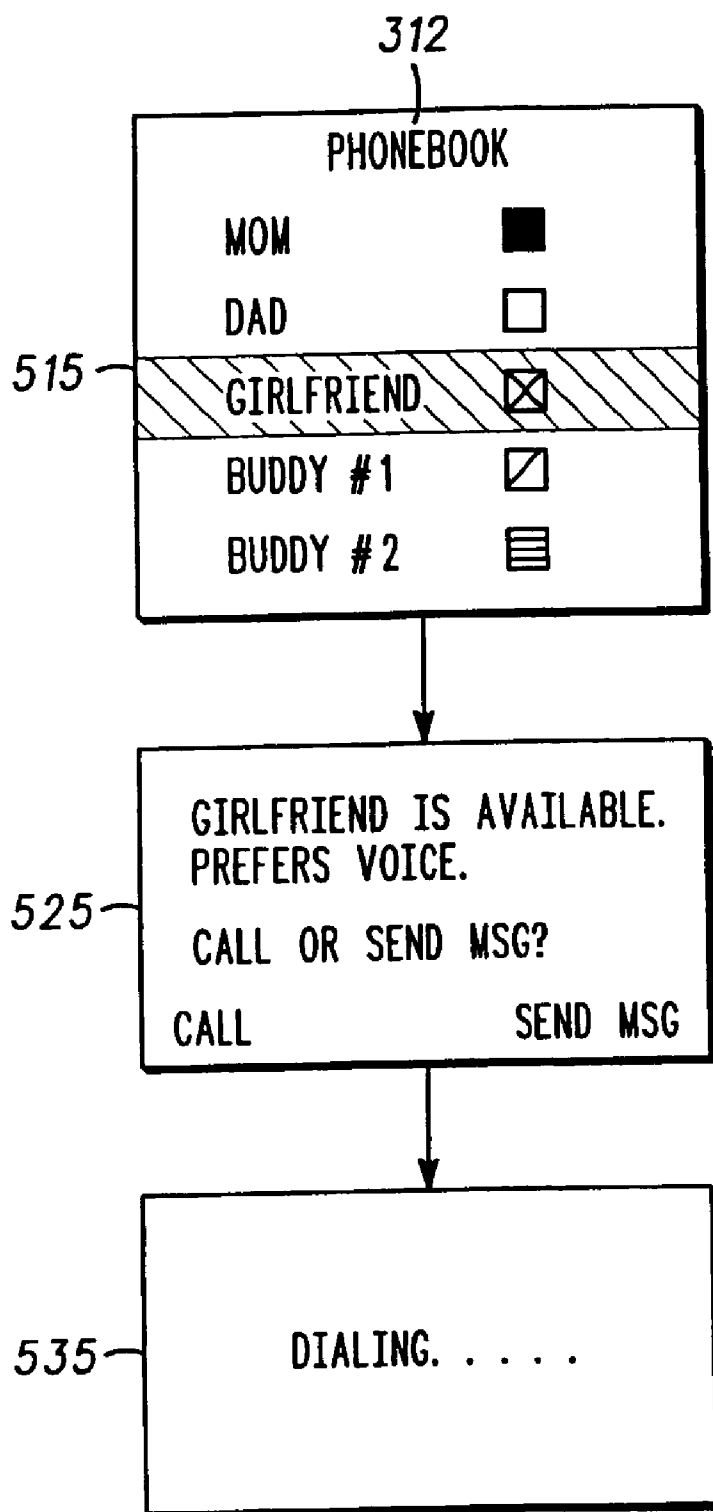 312
PHONEBOOK
MOM
DAD
515
GIRLFRIEND
BUDDY #1
BUDDY #2
GIRLFRIEND IS AVAILABLE.
PREFERS VOICE.
525
CALL OR SEND MSG?
CALL SEND MSG
535
DIALING. . . . .